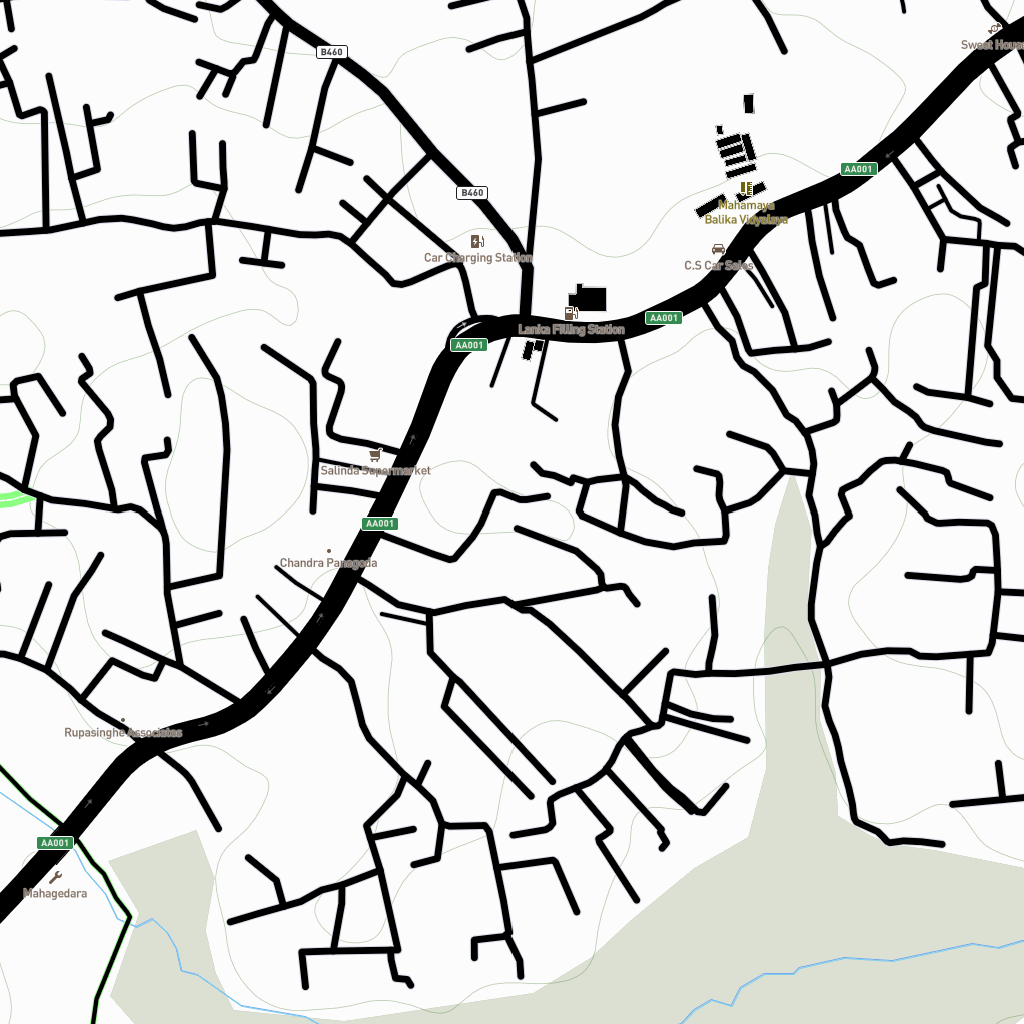 Sweet House
B460
AA001
B460
Mahamaya
Balika Vidyalaya
Car Charging Station
C.S Car Sales
AA001
Lanka Filling Station
AA001
Salinda Supermarket
AA001
Chandra Panagoda
Rupasinghe Associates
AA001
Mahagedara